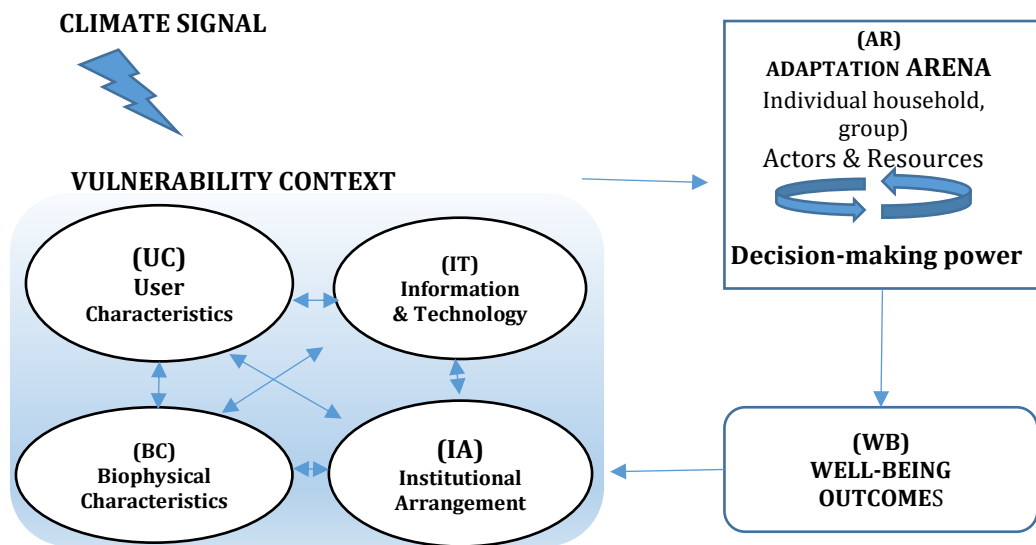 CLIMATE SIGNAL
VULNERABILITY CONTEXT
(UC)
User
Characteristics
(IT)
Information
& Technology
(BC)
Biophysical
Characteristics
(IA)
Institutional
Arrangement
(AR)
ADAPTATION ARENA
Individual household,
group)
Actors & Resources
Decision-making power
(WB)
WELL-BEING
OUTCOMES